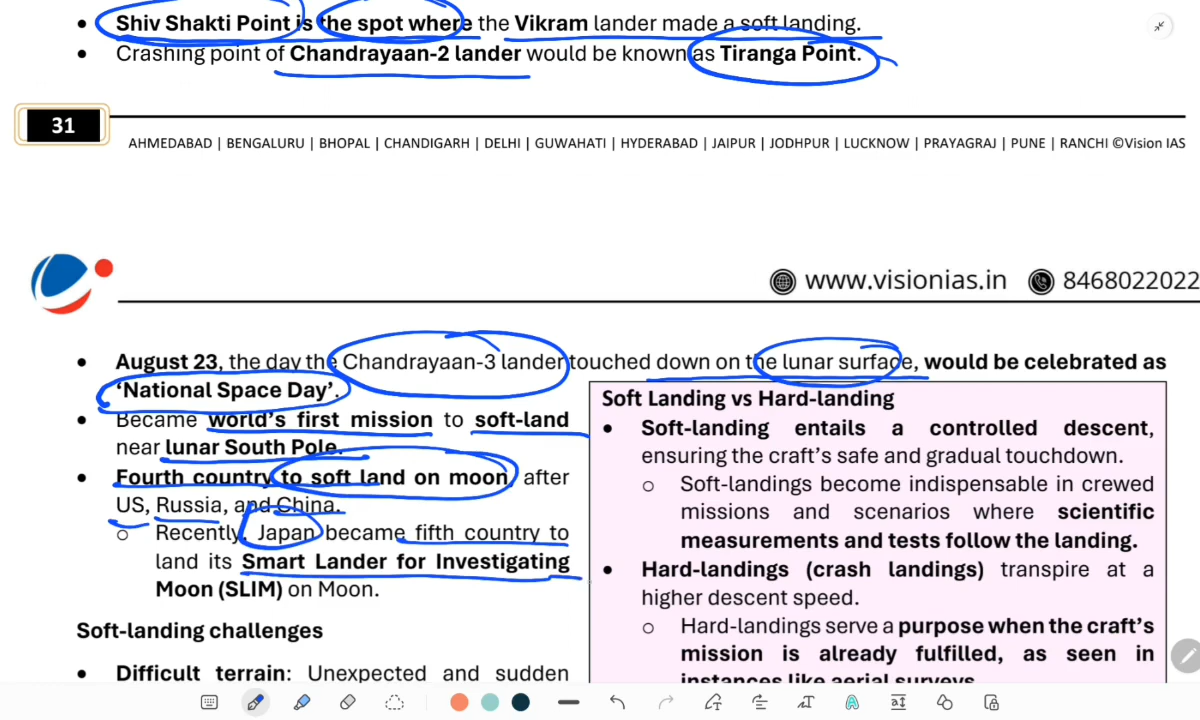 • Shiv Shakti Point is the spot where the Vikram lander made a soft landing.
• Crashing point of Chandrayaan-2 lander would be known as Tiranga Point.
31
AHMEDABAD | BENGALURU | BHOPAL | CHANDIGARH | DELHI | GUWAHATI | HYDERABAD | JAIPUR | JODHPUR | LUCKNOW | PRAYAGRAJ | PUNE | RANCHI ©Vision IAS
www.visionias.in 8468022022
• August 23, the day the Chandrayaan-3 lander touched down on the lunar surface, would be celebrated as
‘National Space Day’.
• Became world’s first mission to soft-land
near lunar South Pole.
• Fourth country to soft land on moon, after
US, Russia, and China.
o Recently, Japan became fifth country to
land its Smart Lander for Investigating
Moon (SLIM) on Moon.
Soft-landing challenges
• Difficult terrain: Unexpected and sudden
Soft Landing vs Hard-landing
• Soft-landing entails a controlled descent,
ensuring the craft’s safe and gradual touchdown.
o Soft-landings become indispensable in crewed
missions and scenarios where scientific
measurements and tests follow the landing.
• Hard-landings (crash landings) transpire at a
higher descent speed.
o Hard-landings serve a purpose when the craft’s
mission is already fulfilled, as seen in
instances like aerial surveys.